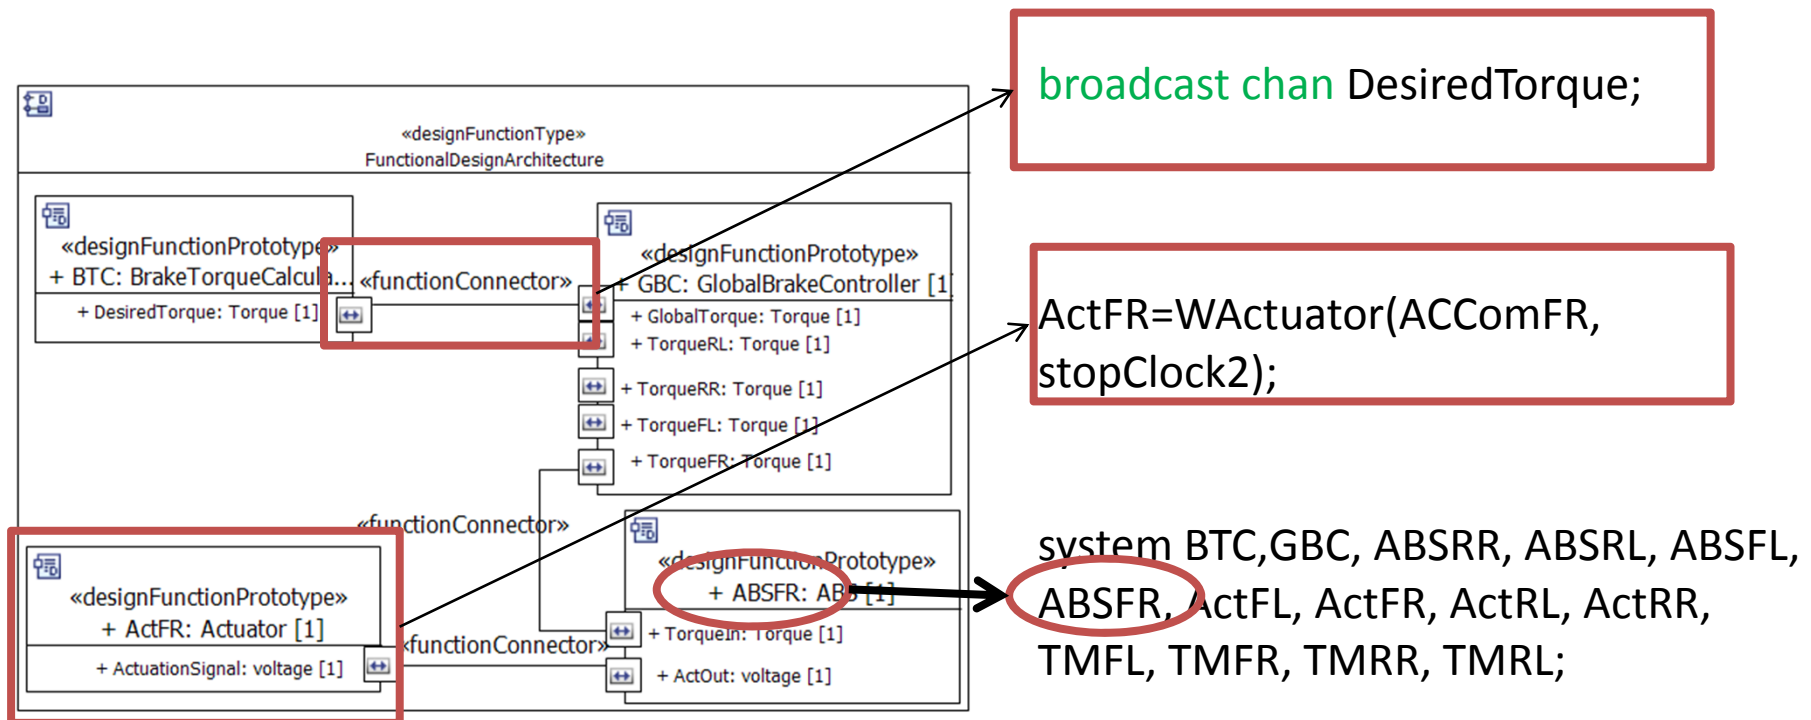 «designFunctionType»
FunctionalDesignArchitecture
«designFunctionPrototype»
+ BTC: BrakeTorqueCalcula...
+ DesiredTorque: Torque [1]
«functionConnector»
«designFunctionPrototype»
+ GBC: GlobalBrakeController [1]
+ GlobalTorque: Torque [1]
+ TorqueRL: Torque [1]
+ TorqueRR: Torque [1]
+ TorqueFL: Torque [1]
+ TorqueFR: Torque [1]
«functionConnector»
«designFunctionPrototype»
+ ActFR: Actuator [1]
+ ActuationSignal: voltage [1]
«functionConnector»
«designFunctionPrototype»
+ ABSFR: ABS [1]
+ TorqueIn: Torque [1]
+ ActOut: voltage [1]
broadcast chan DesiredTorque;
ActFR=WActuator(ACComFR,
stopClock2);
system BTC,GBC, ABSRR, ABSRL, ABSFL,
ABSFR, ActFL, ActFR, ActRL, ActRR,
TMFL, TMFR, TMRR, TMRL;